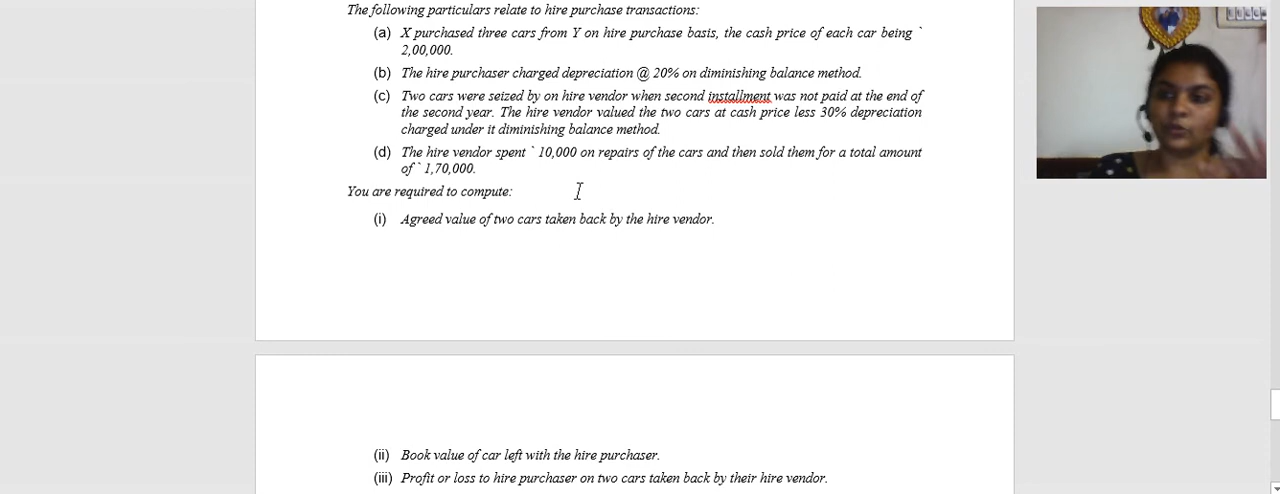 The following particulars relate to hire purchase transactions:
(a) X purchased three cars from Y on hire purchase basis, the cash price of each car being `
2,00,000.
(b) The hire purchaser charged depreciation @ 20% on diminishing balance method.
(c) Two cars were seized by on hire vendor when second installment was not paid at the end of
the second year. The hire vendor valued the two cars at cash price less 30% depreciation
charged under it diminishing balance method.
(d) The hire vendor spent ` 10,000 on repairs of the cars and then sold them for a total amount
of ` 1,70,000.
You are required to compute:
(i) Agreed value of two cars taken back by the hire vendor.
(ii) Book value of car left with the hire purchaser.
(iii) Profit or loss to hire purchaser on two cars taken back by their hire vendor.